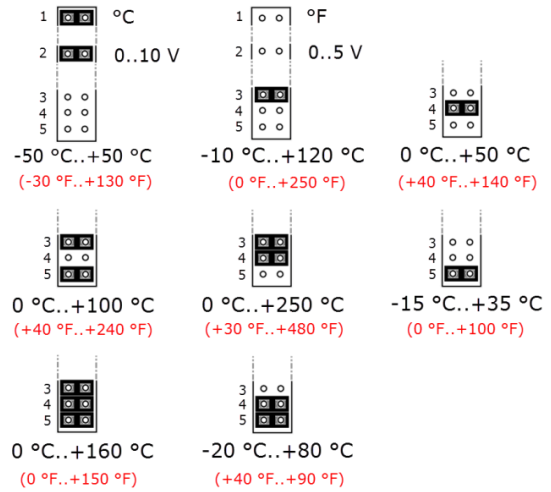 1 °C 1 °F
2 0..10 V 2 0..5 V
3 3 3
4 4 4
5 5 5
-50 °C..+50 °C -10 °C..+120 °C 0 °C..+50 °C
(-30 °F..+130 °F) (0 °F..+250 °F) (+40 °F..+140 °F)
3 3 3
4 4 4
5 5 5
0 °C..+100 °C 0 °C..+250 °C -15 °C..+35 °C
(+40 °F..+240 °F) (+30 °F..+480 °F) (0 °F..+100 °F)
3 3
4 4
5 5
0 °C..+160 °C -20 °C..+80 °C
(0 °F..+150 °F) (+40 °F..+90 °F)